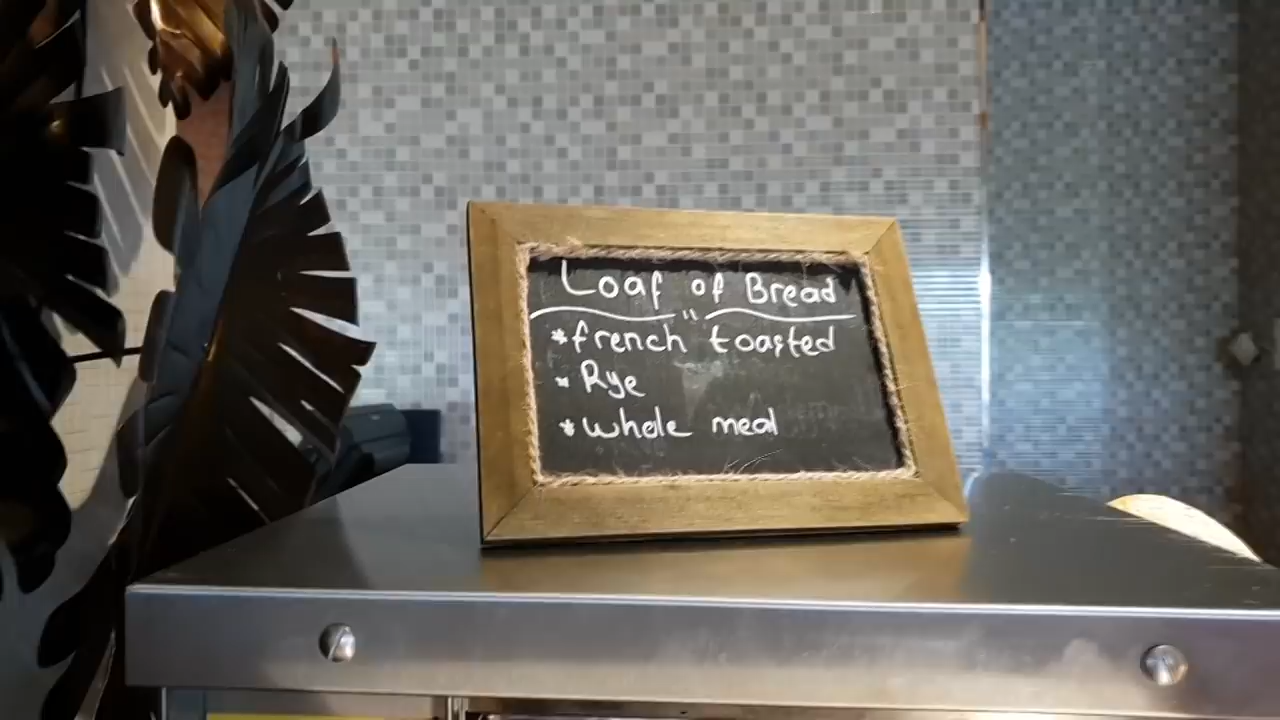 Loaf of Bread
"
*french toasted
* Rye
* whole meal